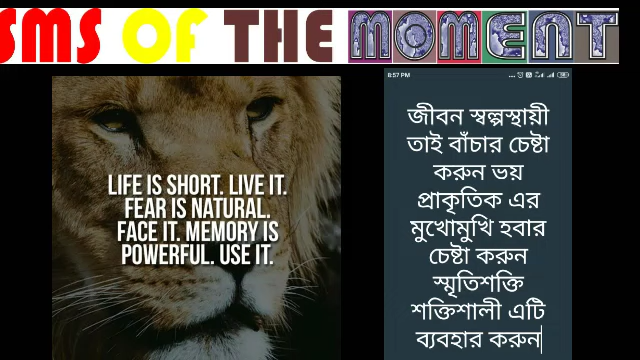 SMS OF THE MOMENT
LIFE IS SHORT. LIVE IT.
FEAR IS NATURAL.
FACE IT. MEMORY IS
POWERFUL. USE IT.
8:57 PM
জীবন স্বল্পস্থায়ী
তাই বাঁচার চেষ্টা
করুন ভয়
প্রাকৃতিক এর
মুখোমুখি হবার
চেষ্টা করুন
স্মৃতিশক্তি
শক্তিশালী এটি
ব্যবহার করুন